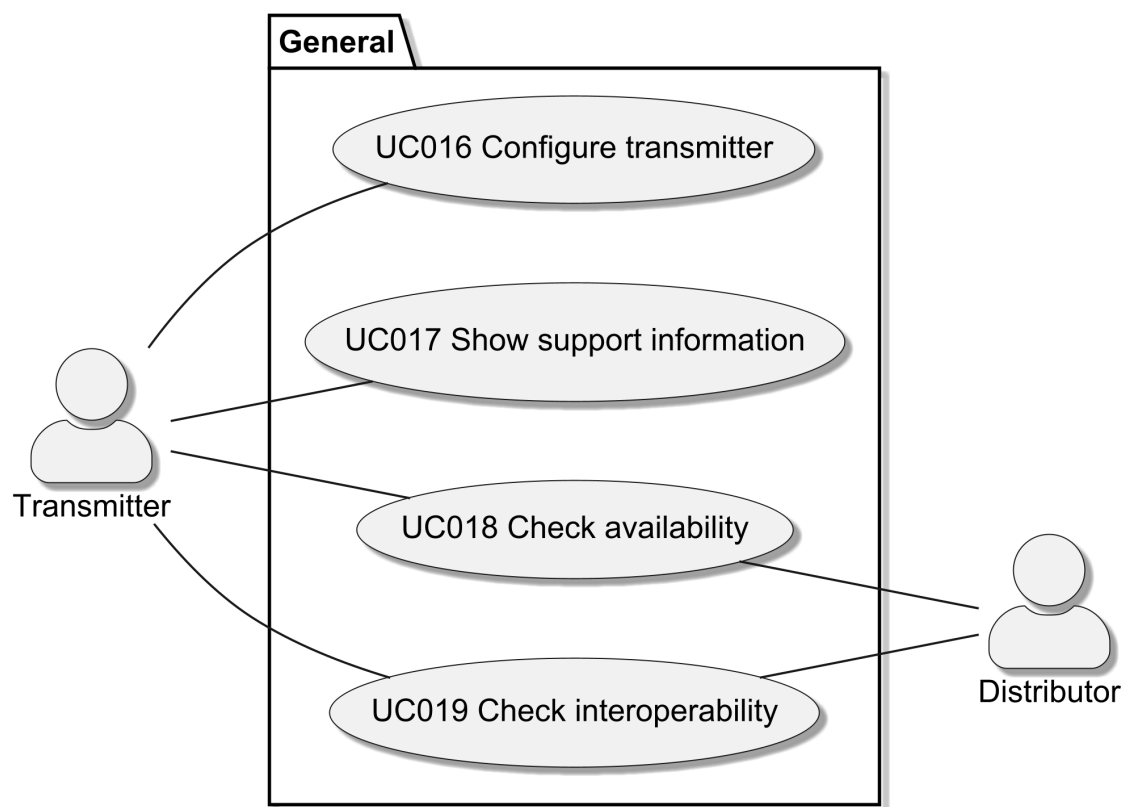 General
UC016 Configure transmitter
UC017 Show support information
Transmitter
UC018 Check availability
Distributor
UC019 Check interoperability